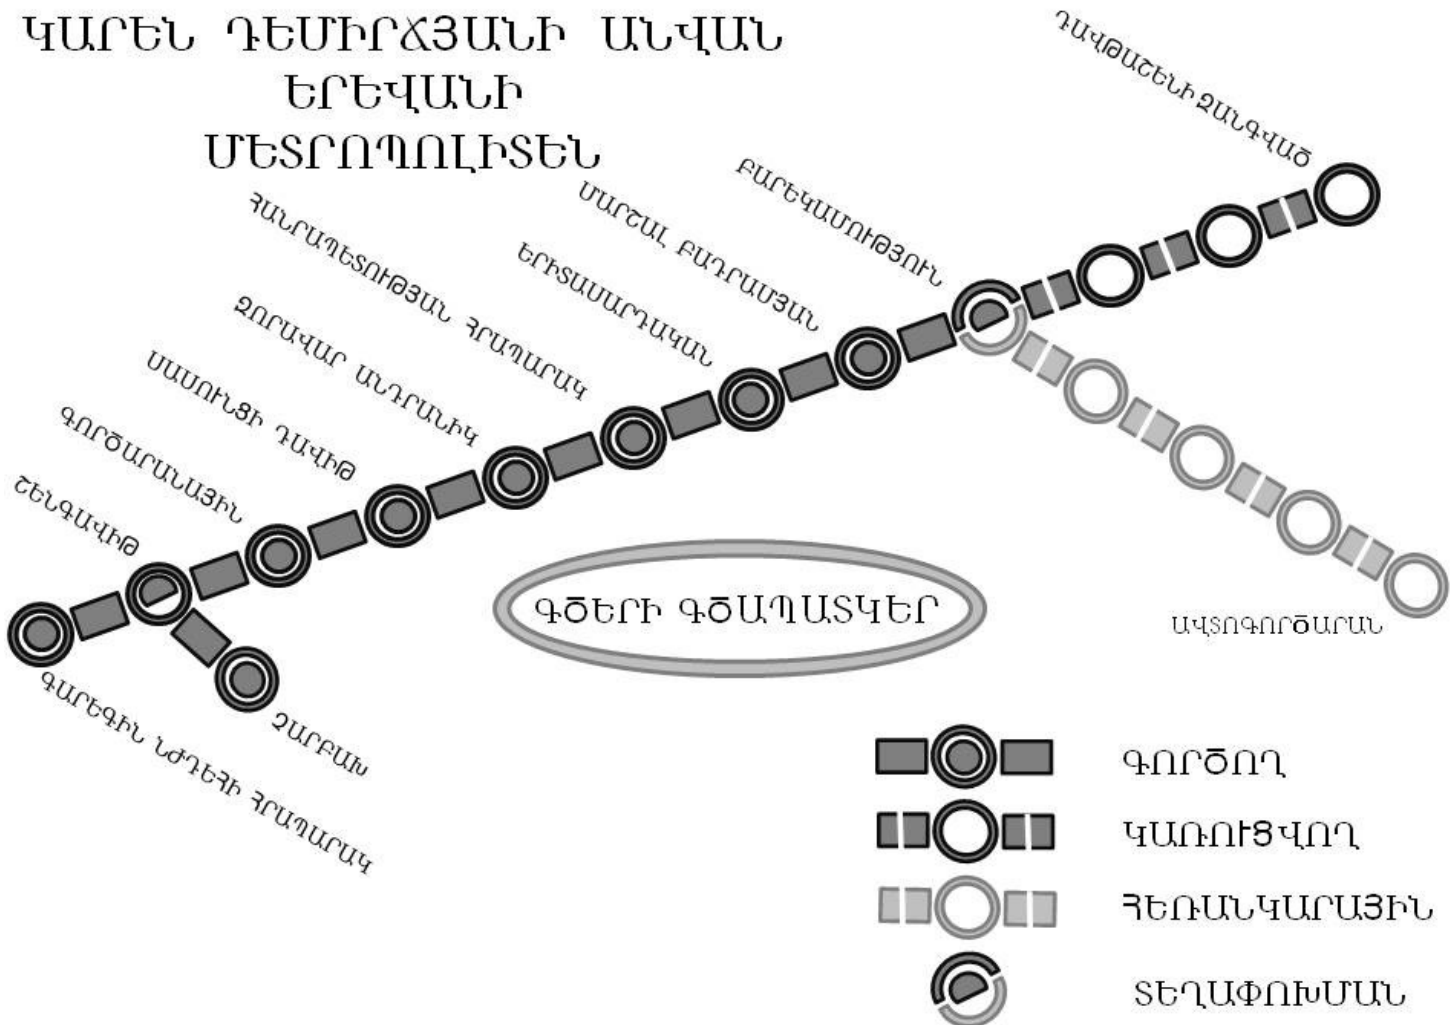 ԿԱՐԵՆ ԴԵՄԻՐՃՅԱՆԻ ԱՆՎԱՆ
ԵՐԵՎԱՆԻ
ՄԵՏՐՈՊՈԼԻՏԵՆ
ԴԱՎԹԱՇԵՆԻ ԶԱՆԳՎԱԾ
ԲԱՐԵԿԱՄՈՒԹՅՈՒՆ
ՄԱՐՇԱԼ ԲԱՂՐԱՄՅԱՆ
ԵՐԻՏԱՍԱՐԴԱԿԱՆ
ՀԱՆՐԱՊԵՏՈՒԹՅԱՆ ՀՐԱՊԱՐԱԿ
ԶՈՐԱՎԱՐ ԱՆԴՐԱՆԻԿ
ՍԱՍՈՒՆՑԻ ԴԱՎԻԹ
ԳՈՐԾԱՐԱՆԱՅԻՆ
ՇԵՆԳԱՎԻԹ
ԳԱՐԵԳԻՆ ՆԺԴԵՀԻ ՀՐԱՊԱՐԱԿ
ՉԱՐԲԱԽ
ԳԾԵՐԻ ԳԾԱՊԱՏԿԵՐ
ԱՎՏՈԳՈՐԾԱՐԱՆ
ԳՈՐԾՈՂ
ԿԱՌՈՒՑՎՈՂ
ՀԵՌԱՆԿԱՐԱՅԻՆ
ՏԵՂԱՓՈԽՄԱՆ